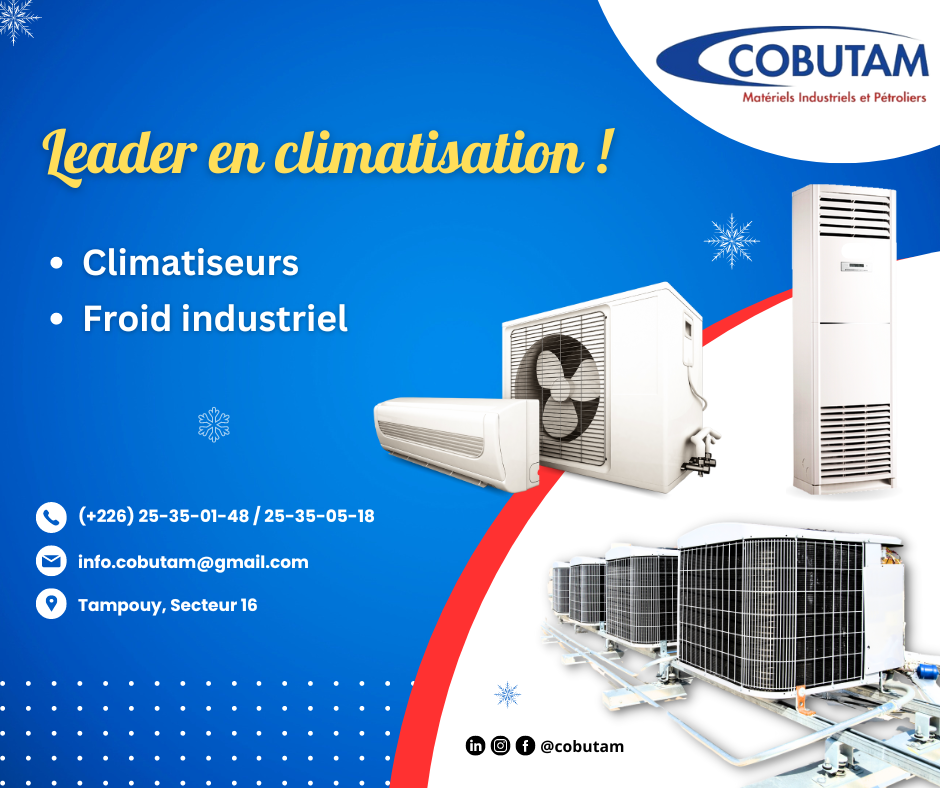 COBUTAM
Matériels Industriels et Pétroliers
Leader en climatisation !
• Climatiseurs
• Froid industriel
(+226) 25-35-01-48 / 25-35-05-18
info.cobutam@gmail.com
Tampouy, Secteur 16
@cobutam